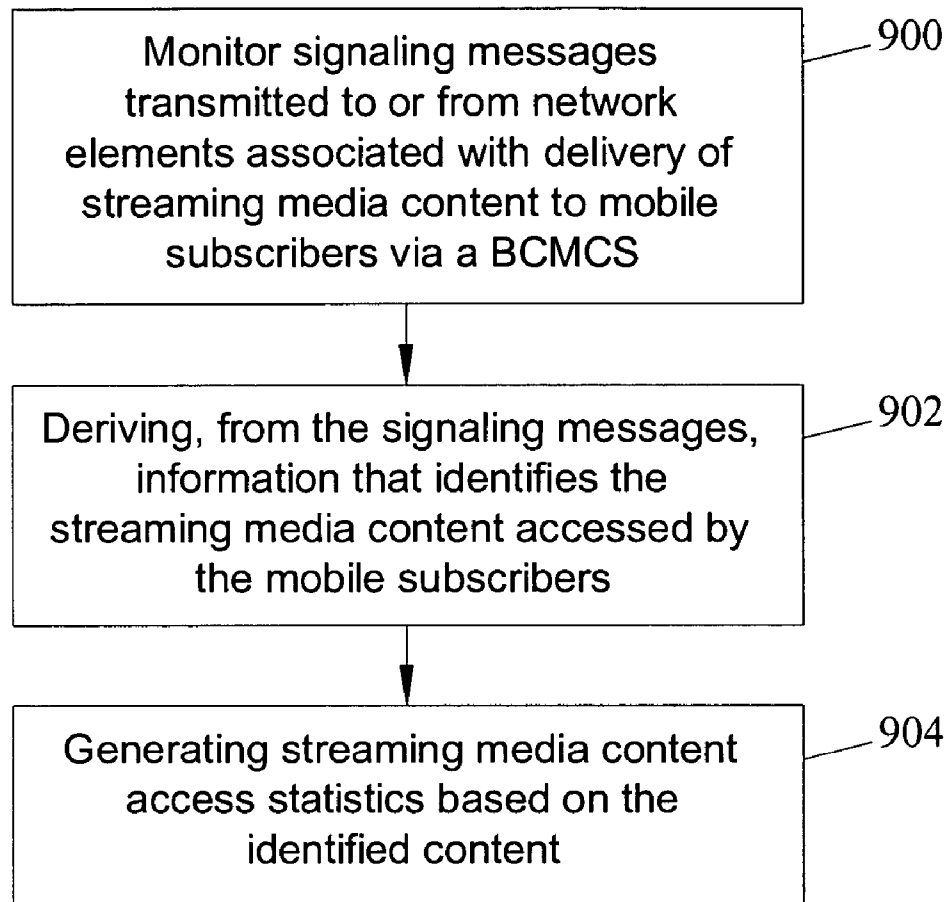 900
Monitor signaling messages
transmitted to or from network
elements associated with delivery of
streaming media content to mobile
subscribers via a BCMCS
902
Deriving, from the signaling messages,
information that identifies the
streaming media content accessed by
the mobile subscribers
904
Generating streaming media content
access statistics based on the
identified content